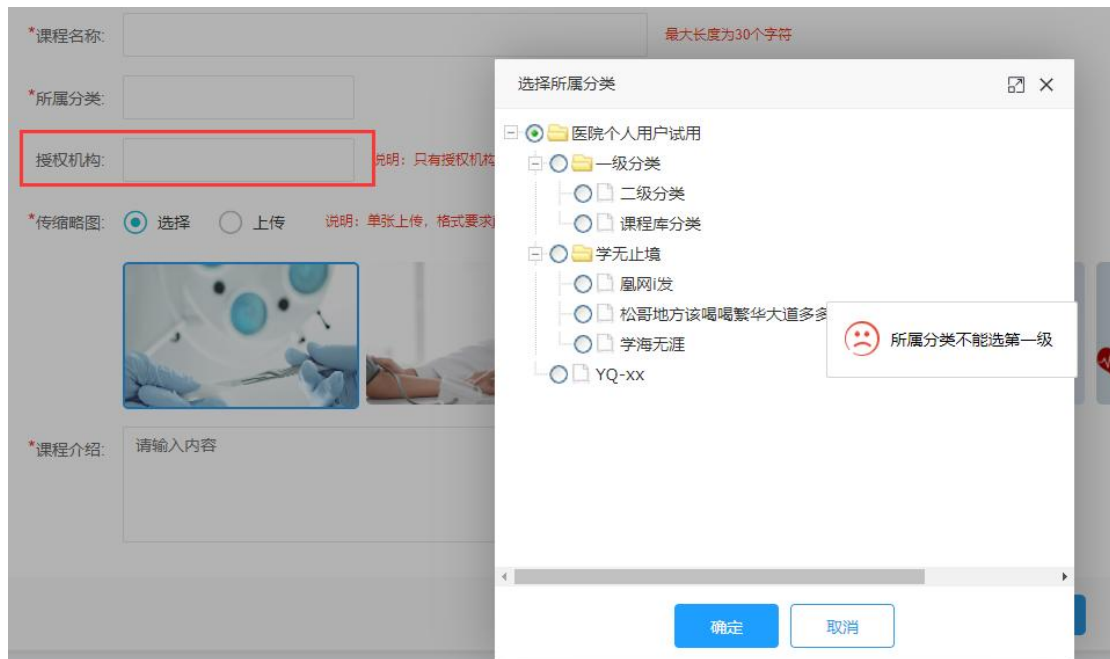 *课程名称:
最大长度为30个字符
*所属分类:
授权机构:
说明：只有授权机构
*传缩略图:
选择
上传
说明：单张上传，格式要求
*课程介绍:
请输入内容
选择所属分类
医院个人用户试用
一级分类
二级分类
课程库分类
学无止境
凰网i发
松哥地方该喝喝繁华大道多多
学海无涯
YQ-xx
所属分类不能选第一级
确定
取消